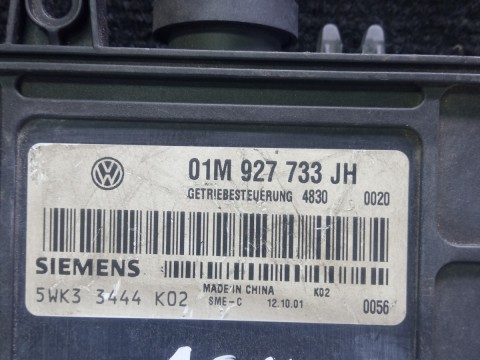 01M 927 733 JH
GETRIEBESTEUERUNG 4830 0020
SIEMENS
5WK3 3444 K02
MADE IN CHINA K02
SME-C 12.10.01
0056